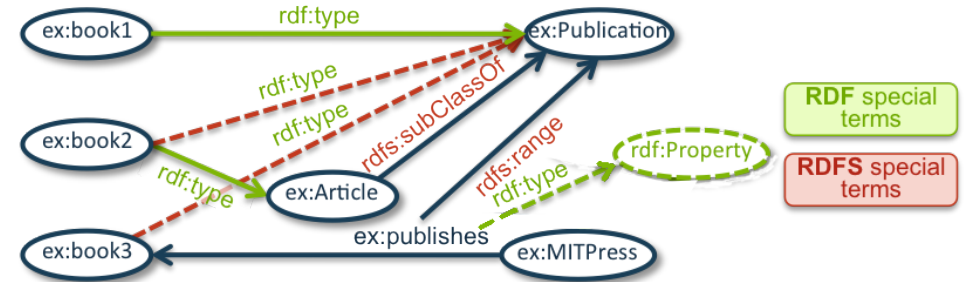 rdf:type
ex:book1
ex:Publication
rdf:type
rdf:type
rdfs:subClassOf
rdfs:range
RDF special
terms
ex:book2
rdf:type
ex:Article
rdf:type
rdf:Property
RDFS special
terms
ex:publishes
ex:book3
ex:MITPress